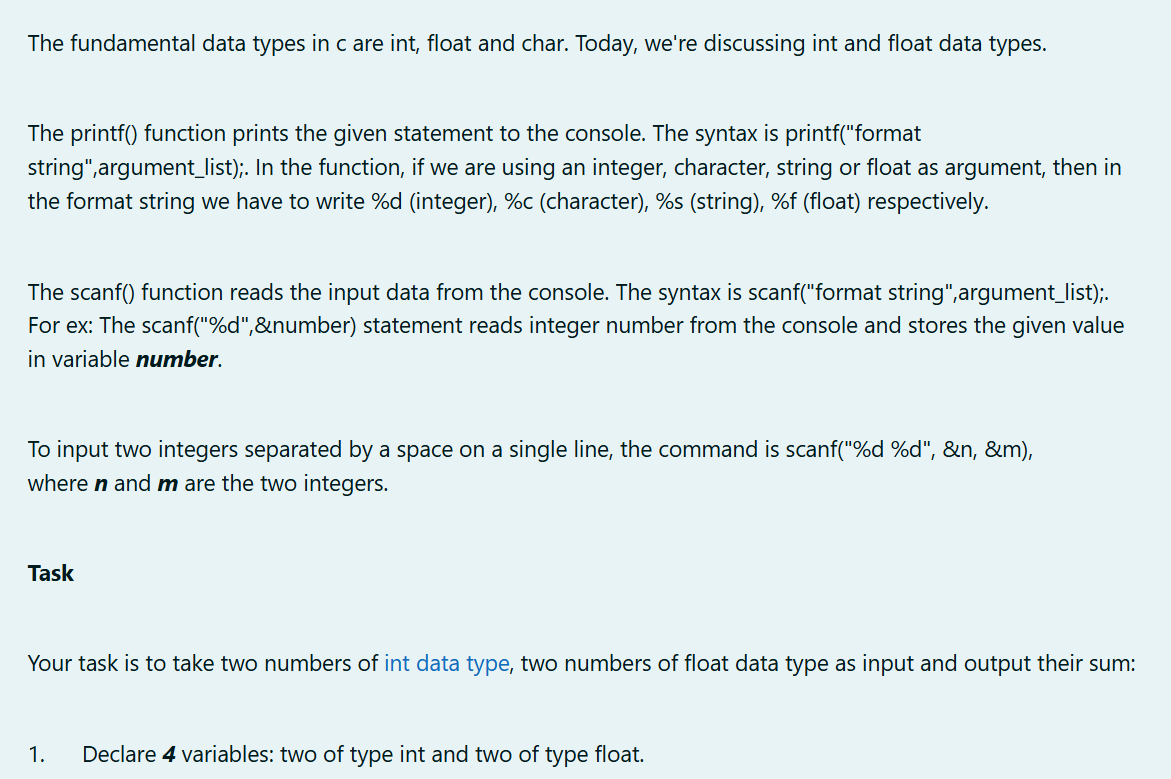 The fundamental data types in c are int, float and char. Today, we're discussing int and float data types.
The printf() function prints the given statement to the console. The syntax is printf("format
string",argument_list);. In the function, if we are using an integer, character, string or float as argument, then in
the format string we have to write %d (integer), %c (character), %s (string), %f (float) respectively.
The scanf() function reads the input data from the console. The syntax is scanf("format string",argument_list);.
For ex: The scanf("%d",&number) statement reads integer number from the console and stores the given value
in variable number.
To input two integers separated by a space on a single line, the command is scanf("%d %d", &n, &m),
where n and m are the two integers.
Task
Your task is to take two numbers of int data type, two numbers of float data type as input and output their sum:
1. Declare 4 variables: two of type int and two of type float.